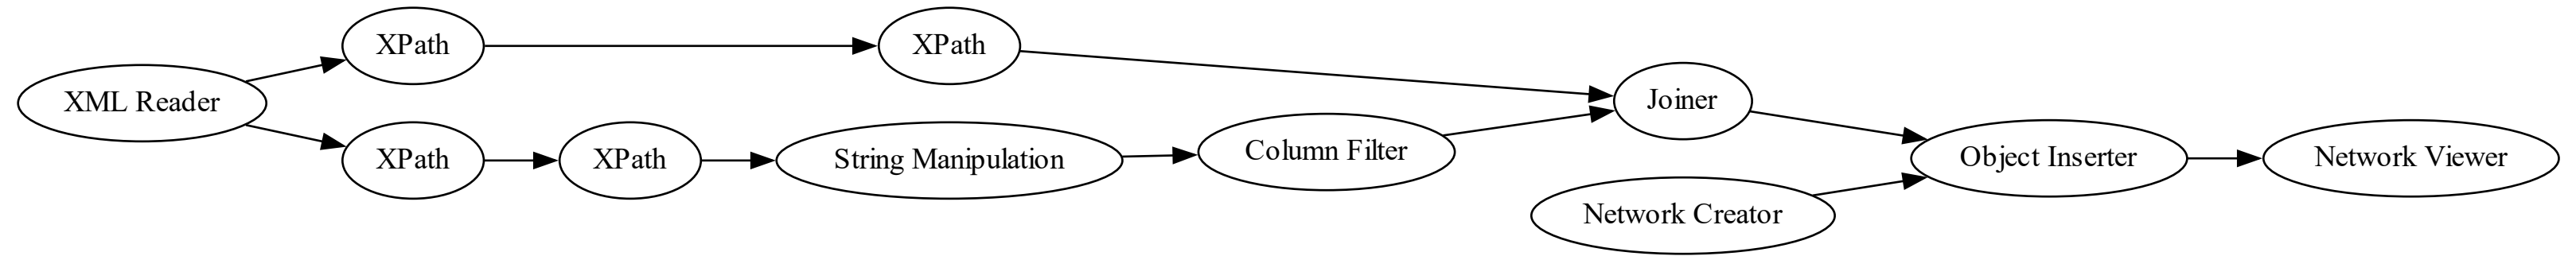 XML Reader
XPath
XPath
XPath
XPath
String Manipulation
Column Filter
Joiner
Network Creator
Object Inserter
Network Viewer